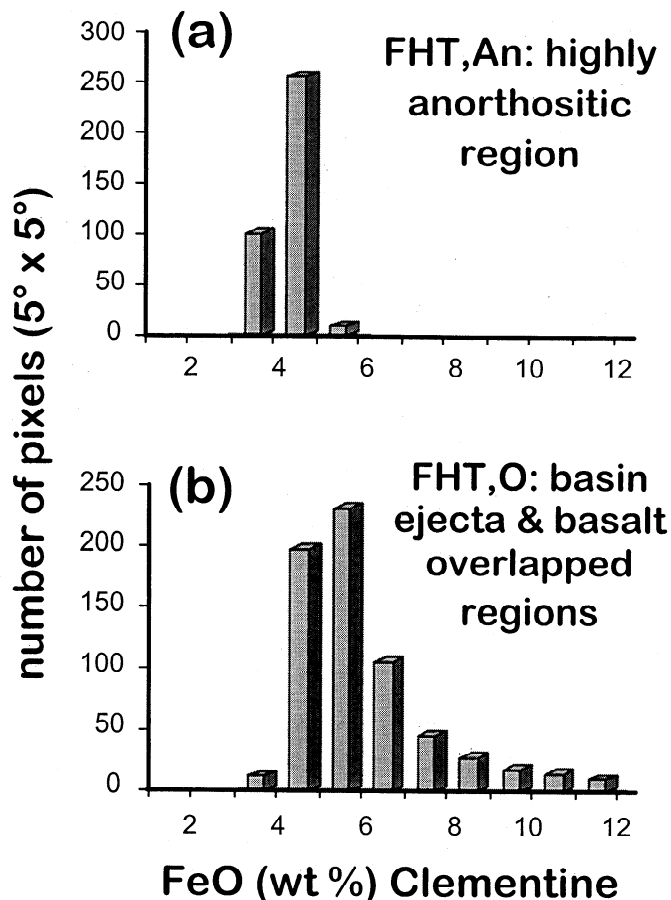 (a)
FHT,An: highly
anorthositic
region
300
250
200
150
100
50
0
2 4 6 8 10 12
number of pixels (5° x 5°)
(b)
FHT,O: basin
ejecta & basalt
overlapped
regions
250
200
150
100
50
0
2 4 6 8 10 12
FeO (wt %) Clementine